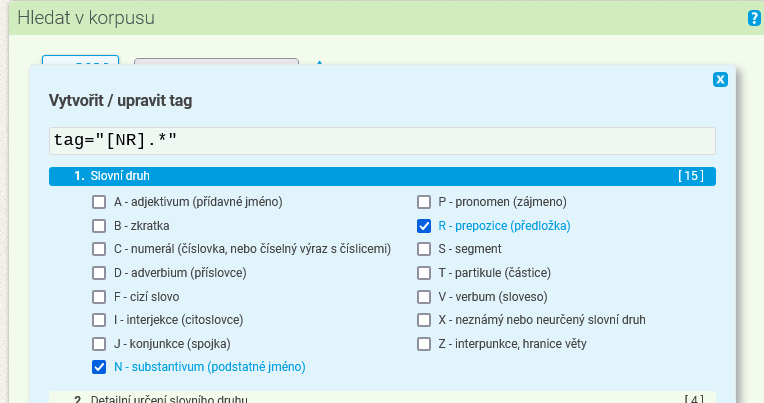 Hledat v korpusu
?
x
Vytvořit / upravit tag
tag="[NR].*"
1. Slovní druh [ 15 ]
A - adjektivum (přídavné jméno)
B - zkratka
C - numerál (číslovka, nebo číselný výraz s číslicemi)
D - adverbium (příslovce)
F - cizí slovo
I - interjekce (citoslovce)
J - konjunkce (spojka)
N - substantivum (podstatné jméno)
P - pronomen (zájmeno)
R - prepozice (předložka)
S - segment
T - partikule (částice)
V - verbum (sloveso)
X - neznámý nebo neurčený slovní druh
Z - interpunkce, hranice věty
2. Detailní určení slovního druhu [ 4 ]